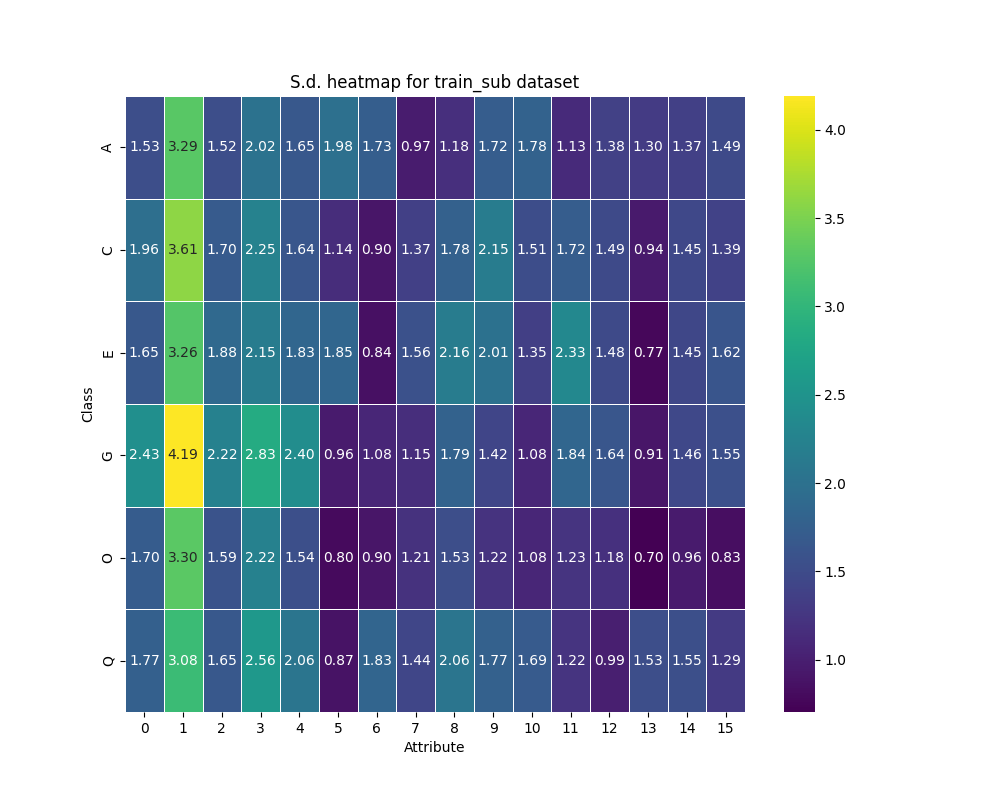 S.d. heatmap for train_sub dataset
A 1.53 3.29 1.52 2.02 1.65 1.98 1.73 0.97 1.18 1.72 1.78 1.13 1.38 1.30 1.37 1.49
C 1.96 3.61 1.70 2.25 1.64 1.14 0.90 1.37 1.78 2.15 1.51 1.72 1.49 0.94 1.45 1.39
E 1.65 3.26 1.88 2.15 1.83 1.85 0.84 1.56 2.16 2.01 1.35 2.33 1.48 0.77 1.45 1.62
G 2.43 4.19 2.22 2.83 2.40 0.96 1.08 1.15 1.79 1.42 1.08 1.84 1.64 0.91 1.46 1.55
O 1.70 3.30 1.59 2.22 1.54 0.80 0.90 1.21 1.53 1.22 1.08 1.23 1.18 0.70 0.96 0.83
Q 1.77 3.08 1.65 2.56 2.06 0.87 1.83 1.44 2.06 1.77 1.69 1.22 0.99 1.53 1.55 1.29
0 1 2 3 4 5 6 7 8 9 10 11 12 13 14 15
Attribute
Class
4.0
3.5
3.0
2.5
2.0
1.5
1.0